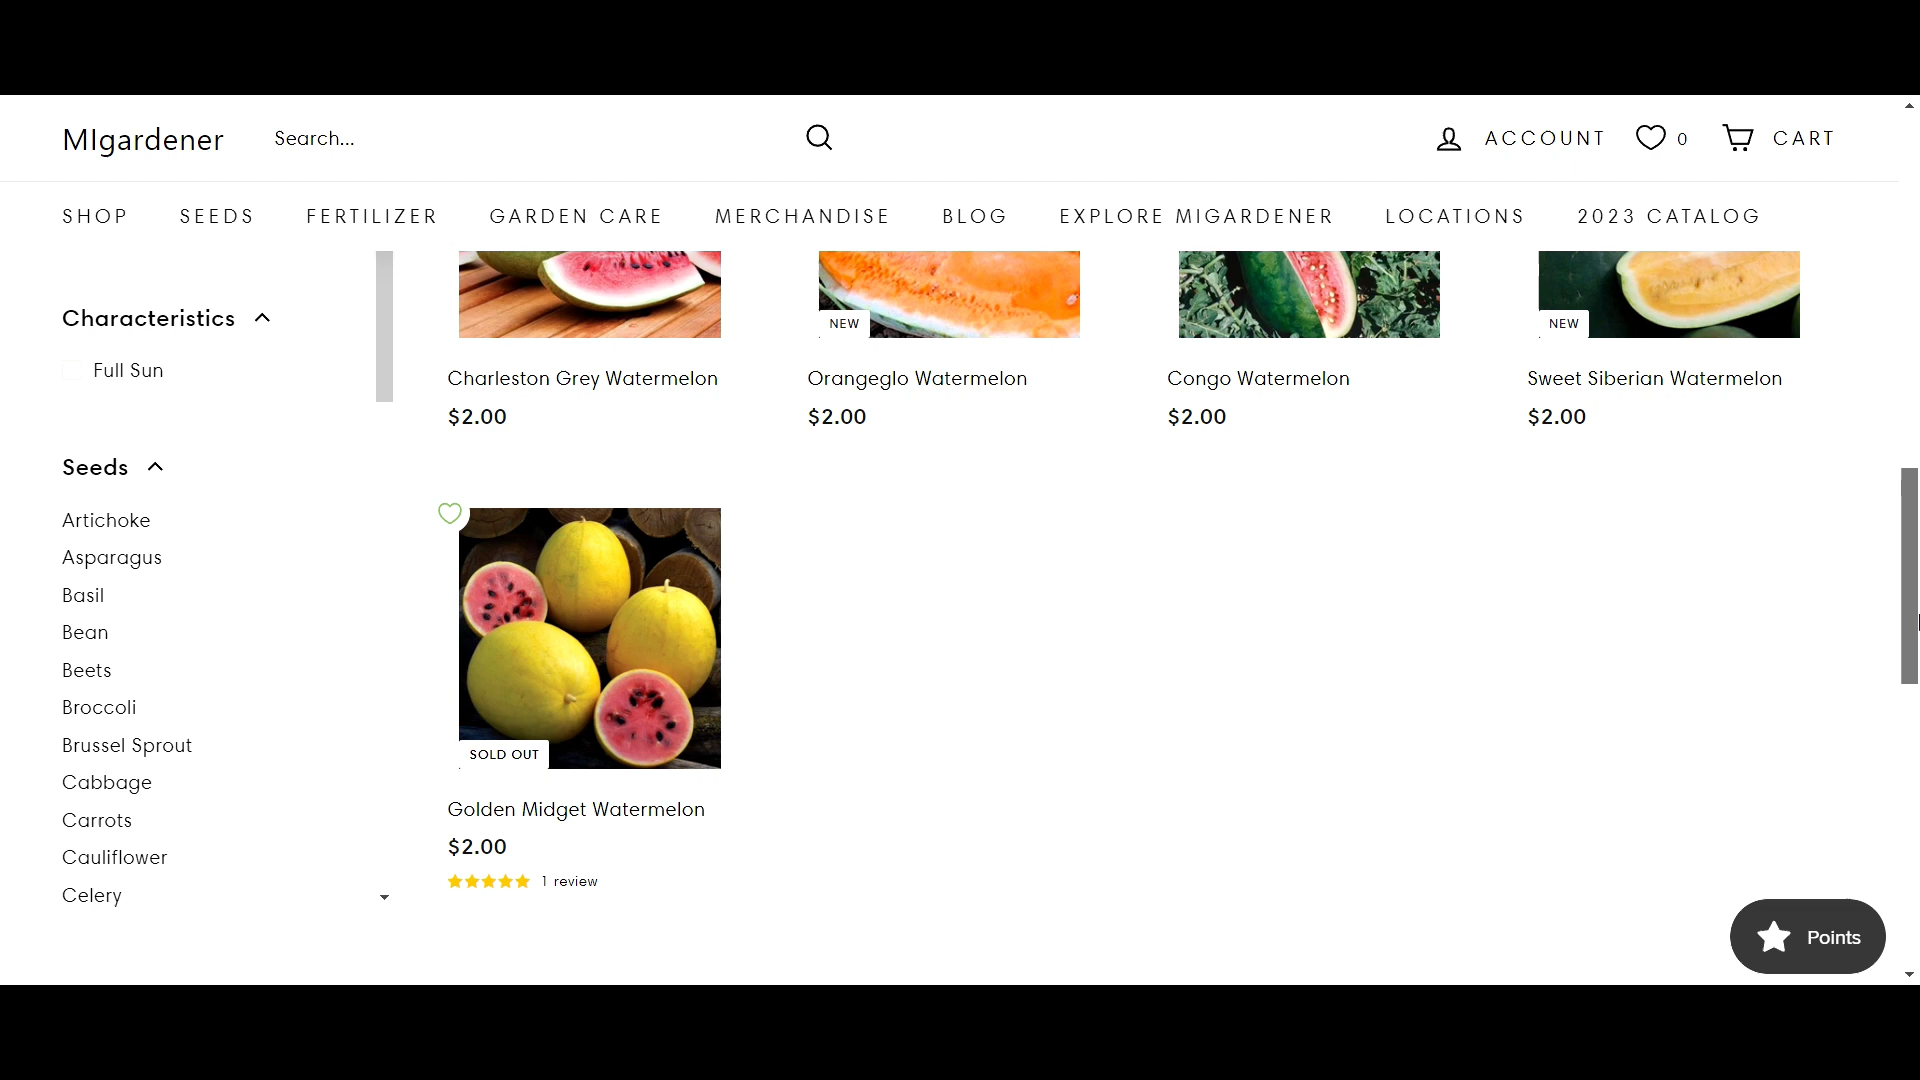 MIgardener
Search...
ACCOUNT
0
CART
SHOP
SEEDS
FERTILIZER
GARDEN CARE
MERCHANDISE
BLOG
EXPLORE MIGARDENER
LOCATIONS
2023 CATALOG
Characteristics
Full Sun
Seeds
Artichoke
Asparagus
Basil
Bean
Beets
Broccoli
Brussel Sprout
Cabbage
Carrots
Cauliflower
Celery
Charleston Grey Watermelon
$2.00
NEW
Orangeglo Watermelon
$2.00
Congo Watermelon
$2.00
NEW
Sweet Siberian Watermelon
$2.00
SOLD OUT
Golden Midget Watermelon
$2.00
1 review
Points